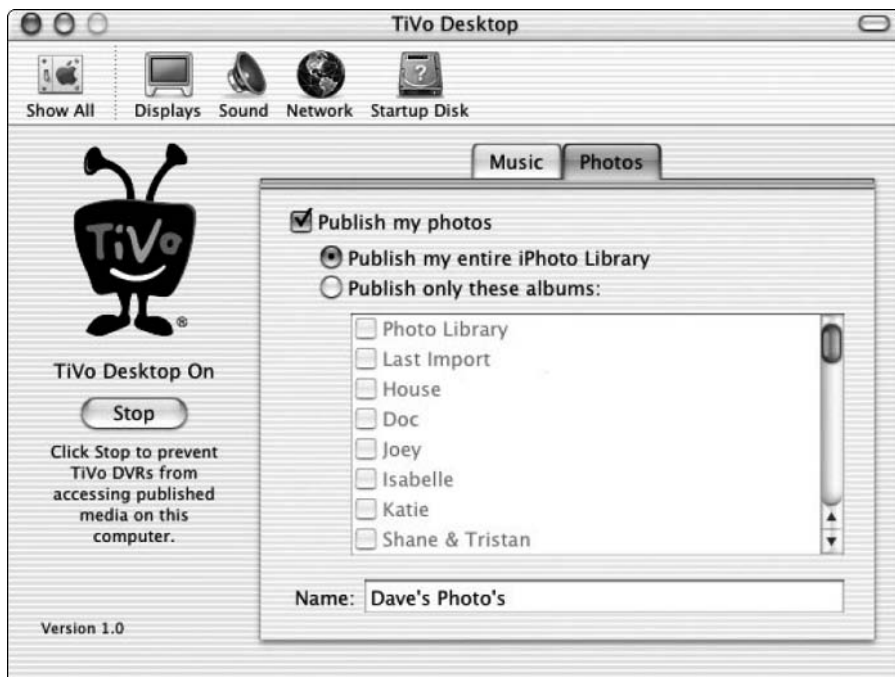 TiVo Desktop
Show All
Displays
Sound
Network
Startup Disk
TiVo
®
TiVo Desktop On
Stop
Click Stop to prevent
TiVo DVRs from
accessing published
media on this
computer.
Version 1.0
Music
Photos
Publish my photos
Publish my entire iPhoto Library
Publish only these albums:
Photo Library
Last Import
House
Doc
Joey
Isabelle
Katie
Shane & Tristan
Name: Dave's Photo's